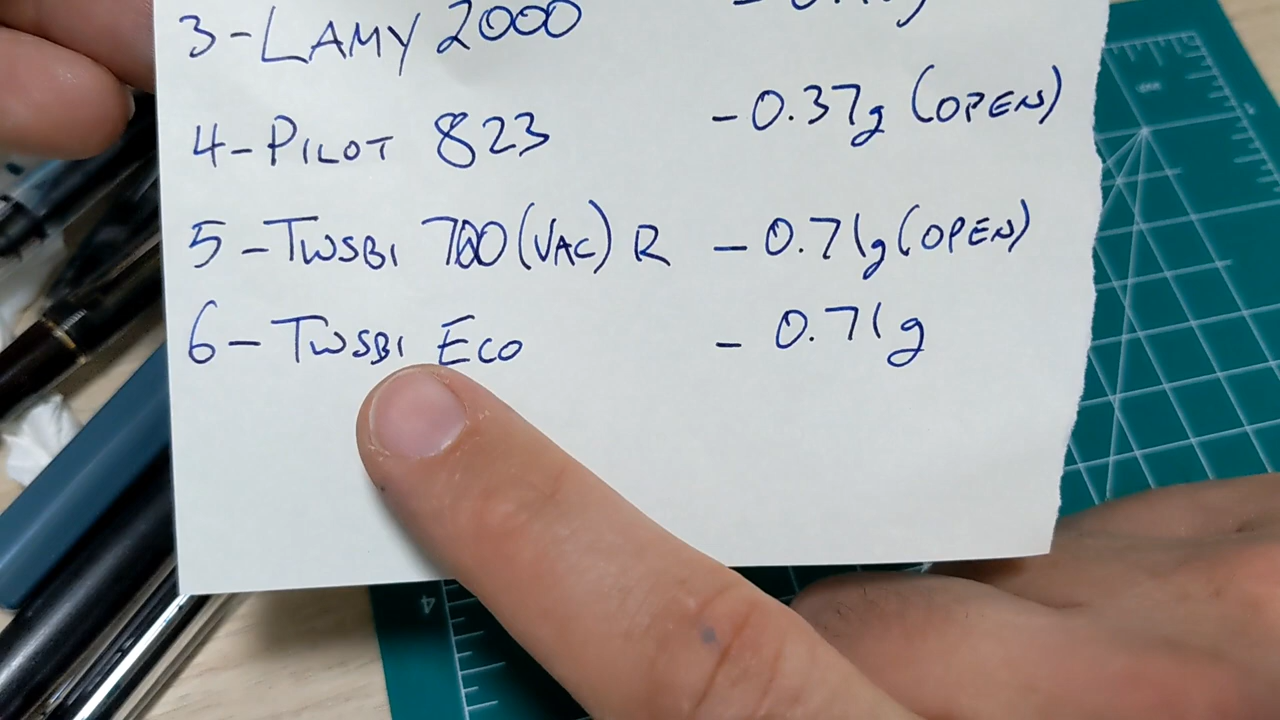 3-LAMY 2000
4-PILOT 823 -0.37g (OPEN)
5-TWSBI 700(VAC) R -0.71g(OPEN)
6-TWSBI ECO - 0.71g
4